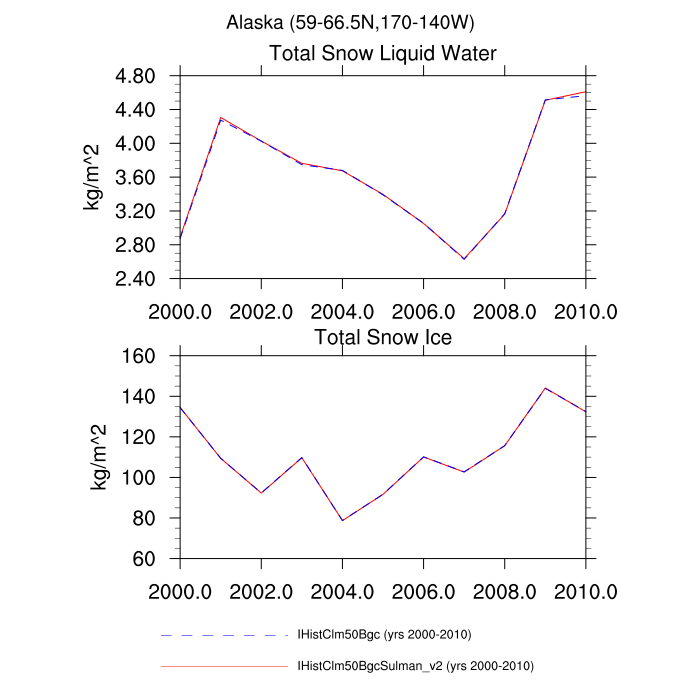 Alaska (59-66.5N,170-140W)
Total Snow Liquid Water
4.80
4.40
4.00
3.60
3.20
2.80
2.40
kg/m^2
2000.0 2002.0 2004.0 2006.0 2008.0 2010.0
Total Snow Ice
160
140
120
100
80
60
kg/m^2
2000.0 2002.0 2004.0 2006.0 2008.0 2010.0
IHistClm50Bgc (yrs 2000-2010)
IHistClm50BgcSulman_v2 (yrs 2000-2010)